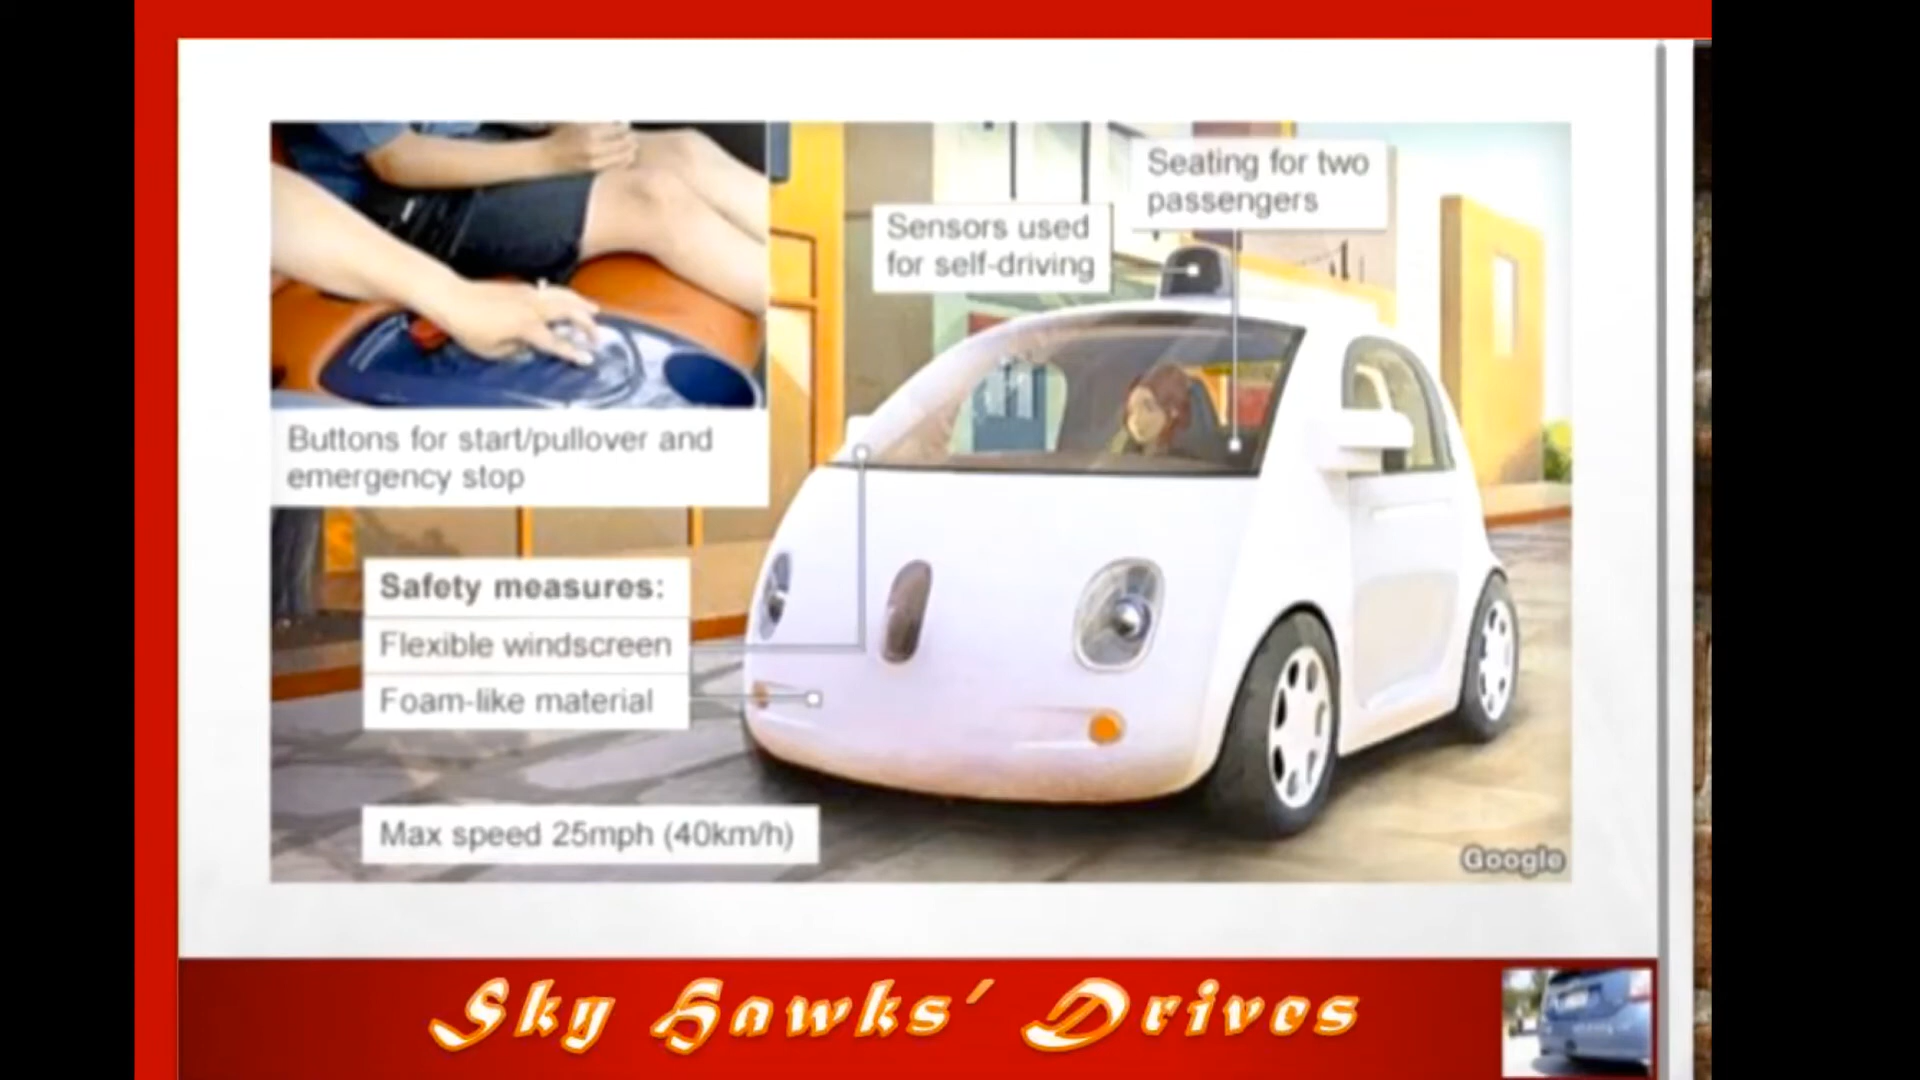 Seating for two
passengers
Sensors used
for self-driving
Buttons for start/pullover and
emergency stop
Safety measures:
Flexible windscreen
Foam-like material
Max speed 25mph (40km/h)
Google
Sky Hawks' Drives